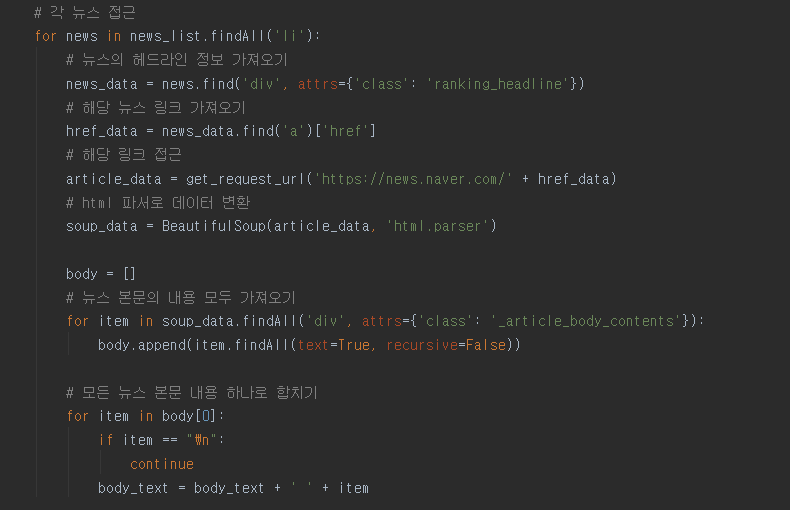 # 각 뉴스 접근
for news in news_list.findAll('li'):
# 뉴스의 헤드라인 정보 가져오기
news_data = news.find('div', attrs={'class': 'ranking_headline'})
# 해당 뉴스 링크 가져오기
href_data = news_data.find('a')['href']
# 해당 링크 접근
article_data = get_request_url('https://news.naver.com/' + href_data)
# html 파서로 데이터 변환
soup_data = BeautifulSoup(article_data, 'html.parser')
body = []
# 뉴스 본문의 내용 모두 가져오기
for item in soup_data.findAll('div', attrs={'class': '_article_body_contents'}):
body.append(item.findAll(text=True, recursive=False))
# 모든 뉴스 본문 내용 하나로 합치기
for item in body[0]:
if item == "₩n":
continue
body_text = body_text + ' ' + item